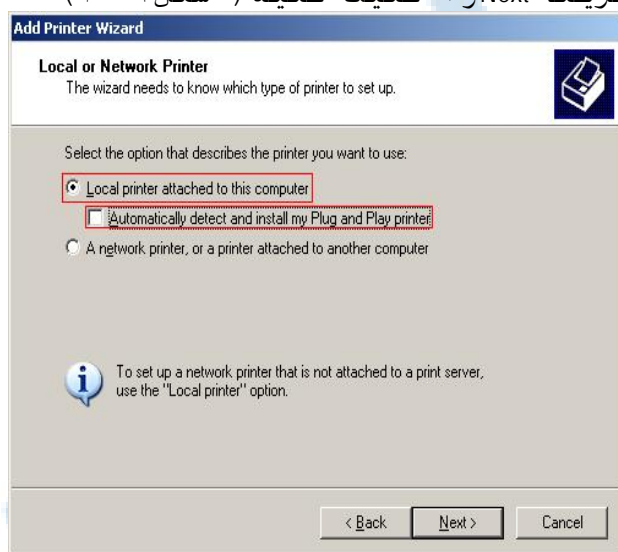 Next
Add Printer Wizard
Local or Network Printer
The wizard needs to know which type of printer to set up.
Select the option that describes the printer you want to use:
Local printer attached to this computer
Automatically detect and install my Plug and Play printer
A network printer, or a printer attached to another computer
To set up a network printer that is not attached to a print server,
use the "Local printer" option.
< Back
Next >
Cancel